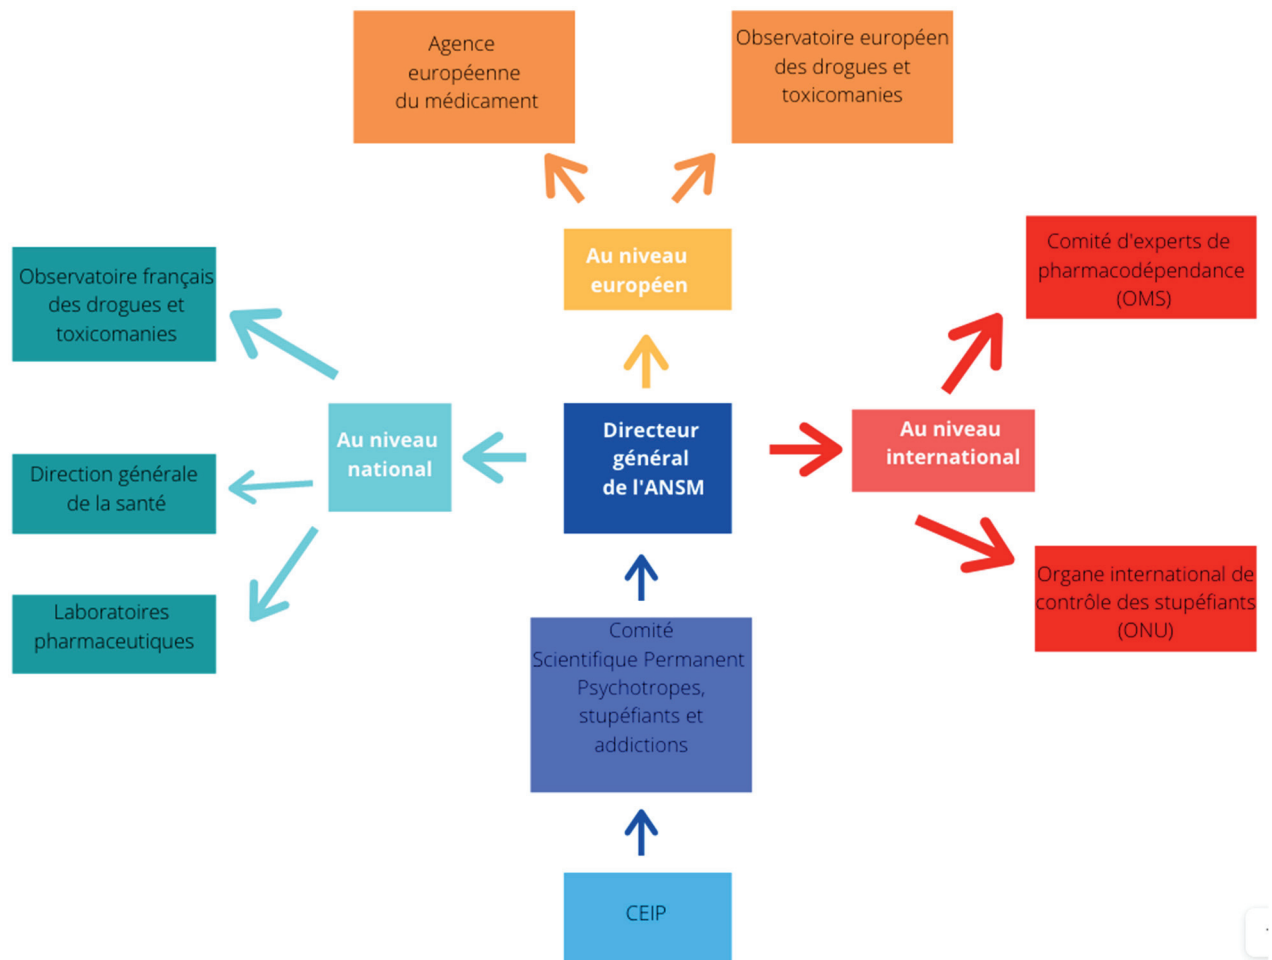 Agence
européenne
du médicament
Observatoire européen
des drogues et
toxicomanies
Au niveau
européen
Comité d'experts de
pharmacodépendance
(OMS)
Observatoire français
des drogues et
toxicomanies
Au niveau
national
Directeur
général
de l'ANSM
Au niveau
international
Direction générale
de la santé
Organe international de
contrôle des stupéfiants
(ONU)
Laboratoires
pharmaceutiques
Comité
Scientifique Permanent
Psychotropes,
stupéfiants et
addictions
CEIP